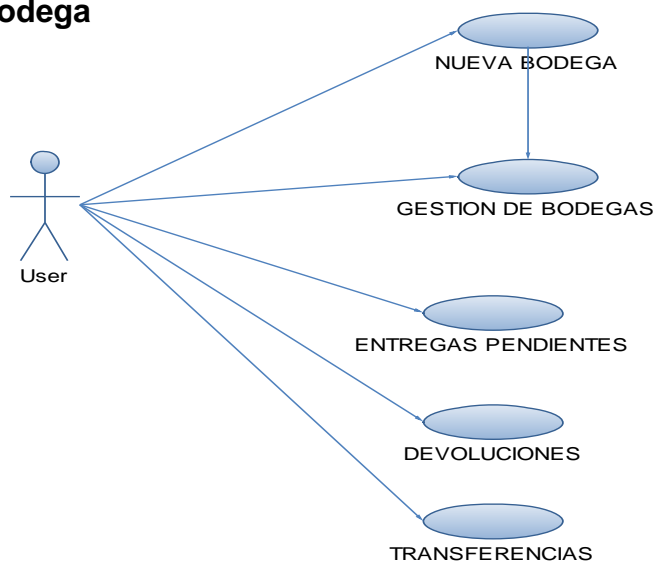 odega
NUEVA BODEGA
GESTION DE BODEGAS
User
ENTREGAS PENDIENTES
DEVOLUCIONES
TRANSFERENCIAS